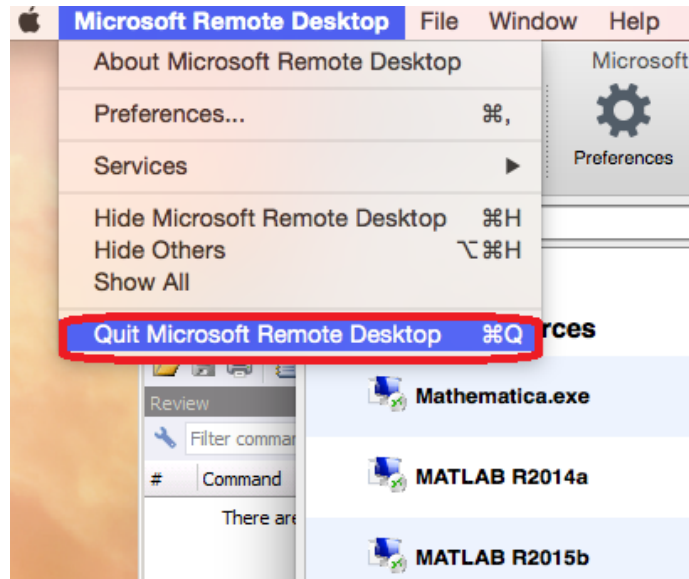 Microsoft Remote Desktop File Window Help
About Microsoft Remote Desktop
Preferences... ⌘,
Services ▶
Hide Microsoft Remote Desktop ⌘H
Hide Others ⌥⌘H
Show All
Quit Microsoft Remote Desktop ⌘Q
Microsoft
Preferences
rces
Mathematica.exe
MATLAB R2014a
MATLAB R2015b
Review
Filter comma
# Command
There are